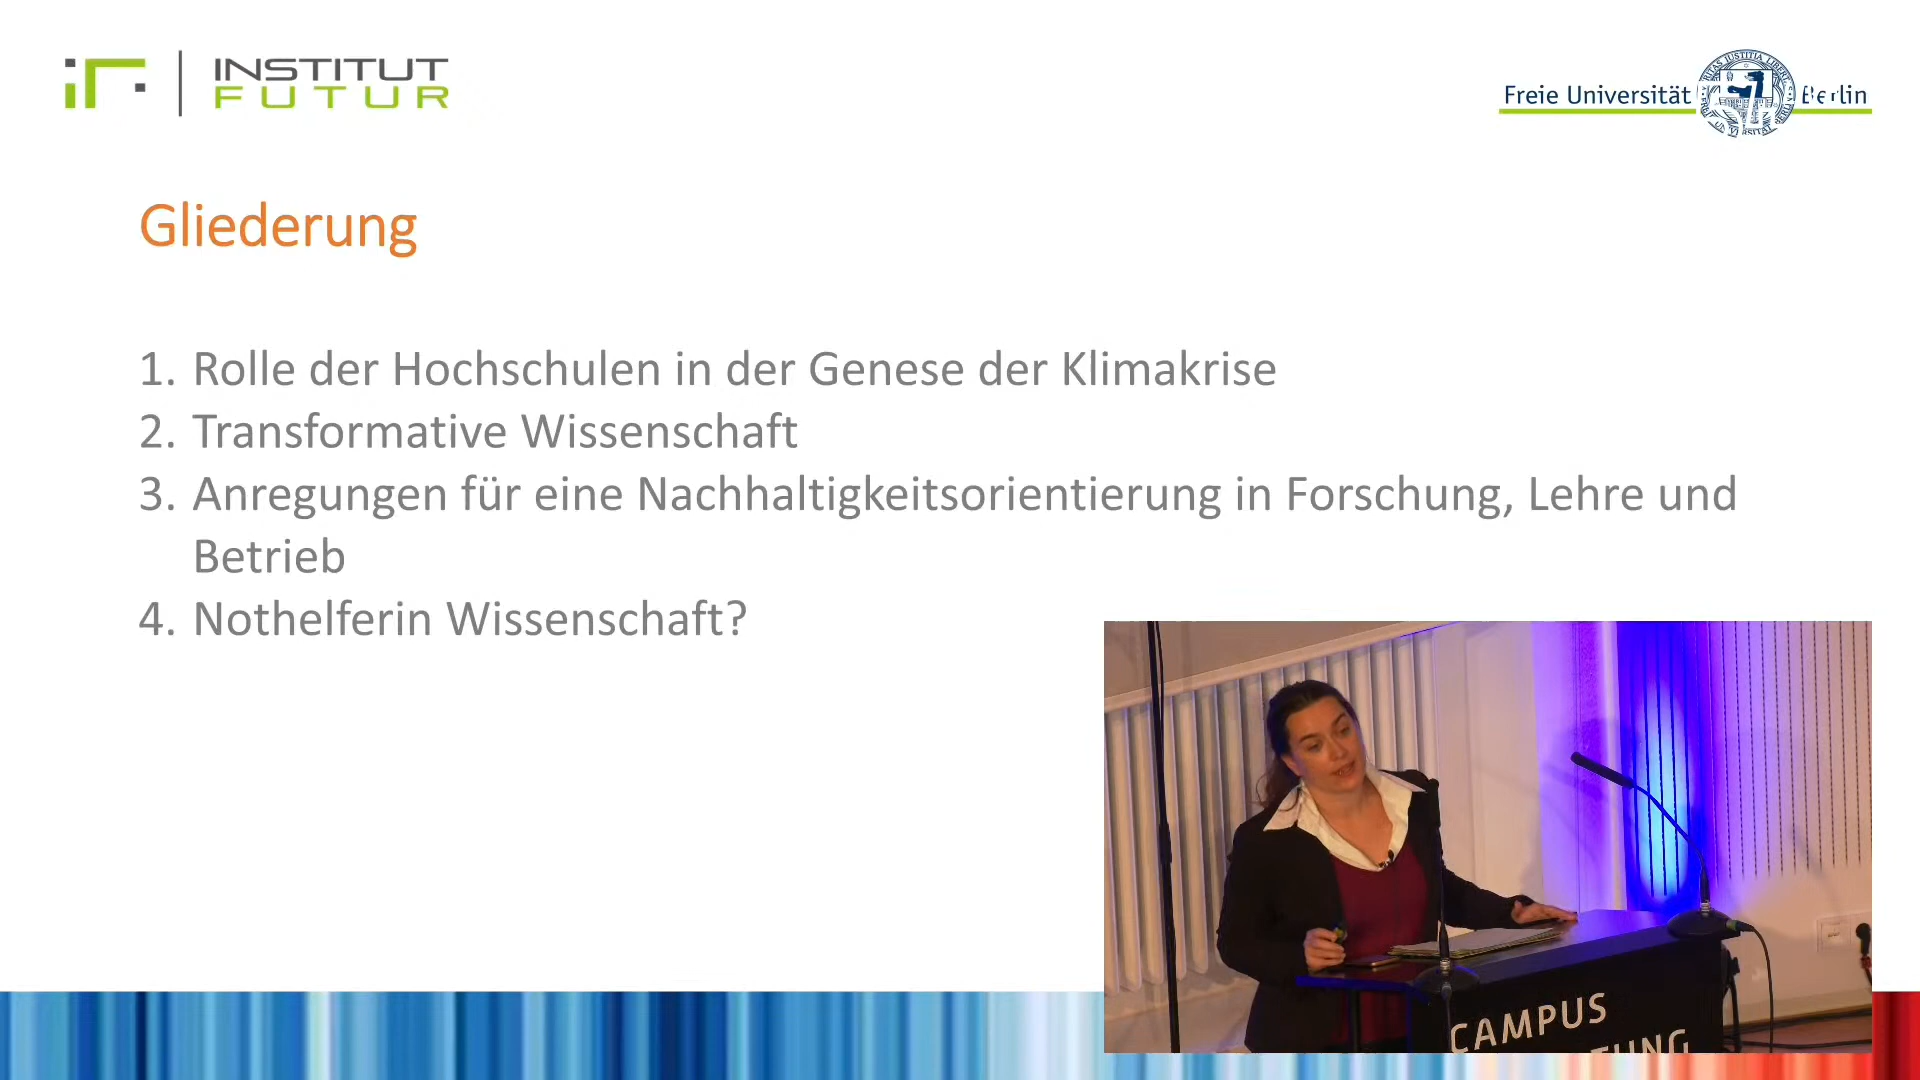 INSTITUT
FUTUR
Freie Universität Berlin
Gliederung
1. Rolle der Hochschulen in der Genese der Klimakrise
2. Transformative Wissenschaft
3. Anregungen für eine Nachhaltigkeitsorientierung in Forschung, Lehre und
Betrieb
4. Nothelferin Wissenschaft?
CAMPUS